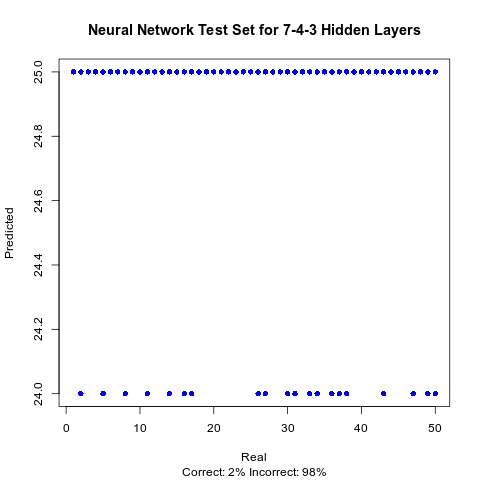 Neural Network Test Set for 7-4-3 Hidden Layers
Predicted
25.0
24.8
24.6
24.4
24.2
24.0
0 10 20 30 40 50
Real
Correct: 2% Incorrect: 98%